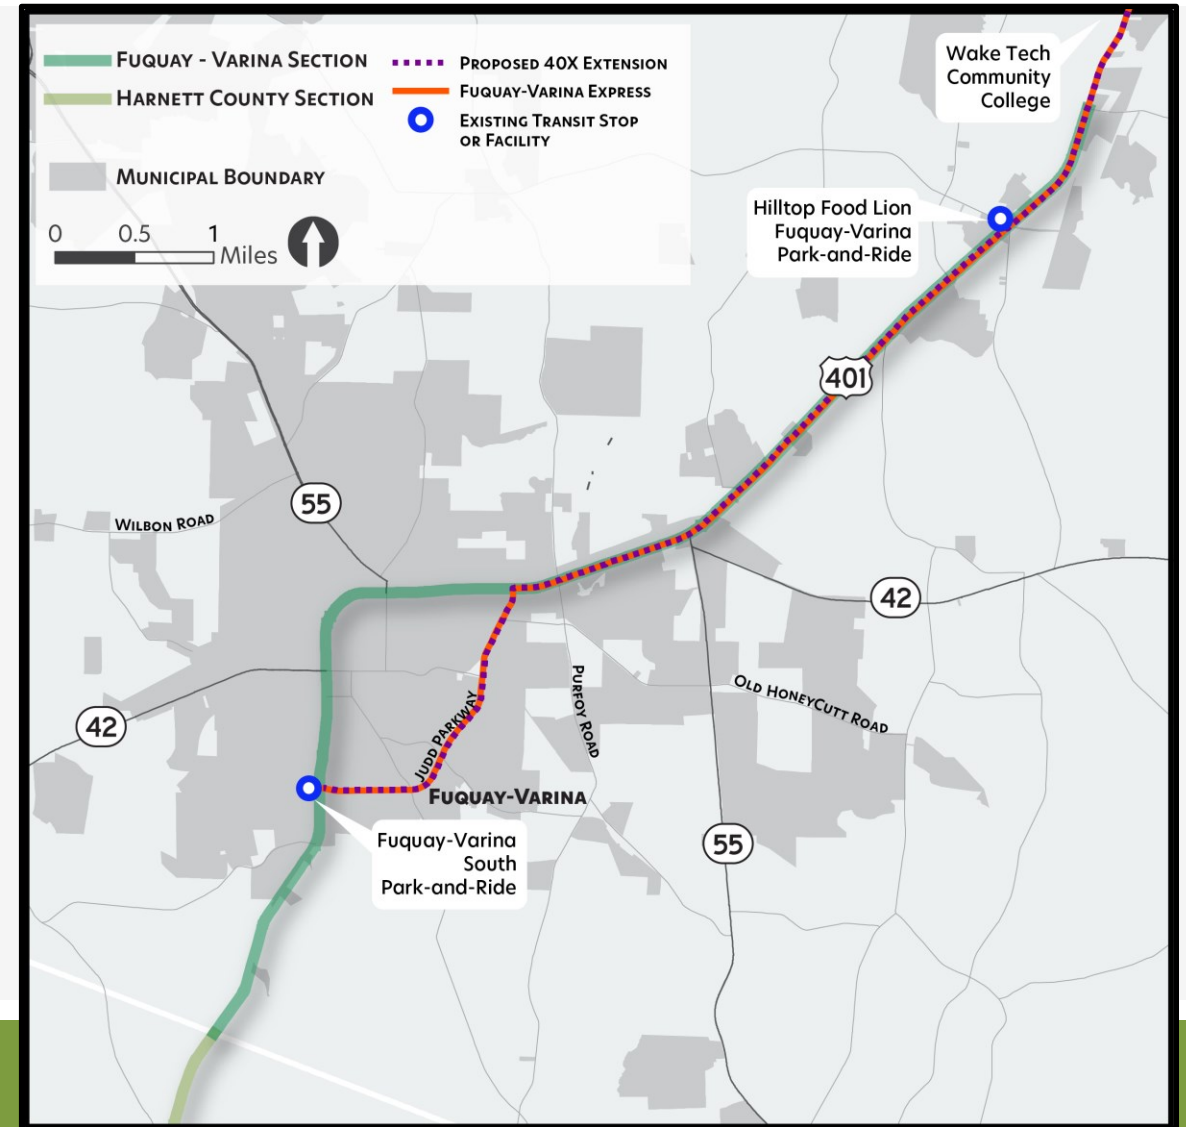 Fuquay - Varina Section
Harnett County Section
Municipal Boundary
0 0.5 1
Miles
Proposed 40X Extension
Fuquay-Varina Express
Existing Transit Stop
or Facility
Wake Tech
Community
College
Hilltop Food Lion
Fuquay-Varina
Park-and-Ride
401
55
Wilbon Road
42
Old HoneyCutt Road
Purfoy Road
Judd Parkway
42
Fuquay-Varina
Fuquay-Varina
South
Park-and-Ride
55